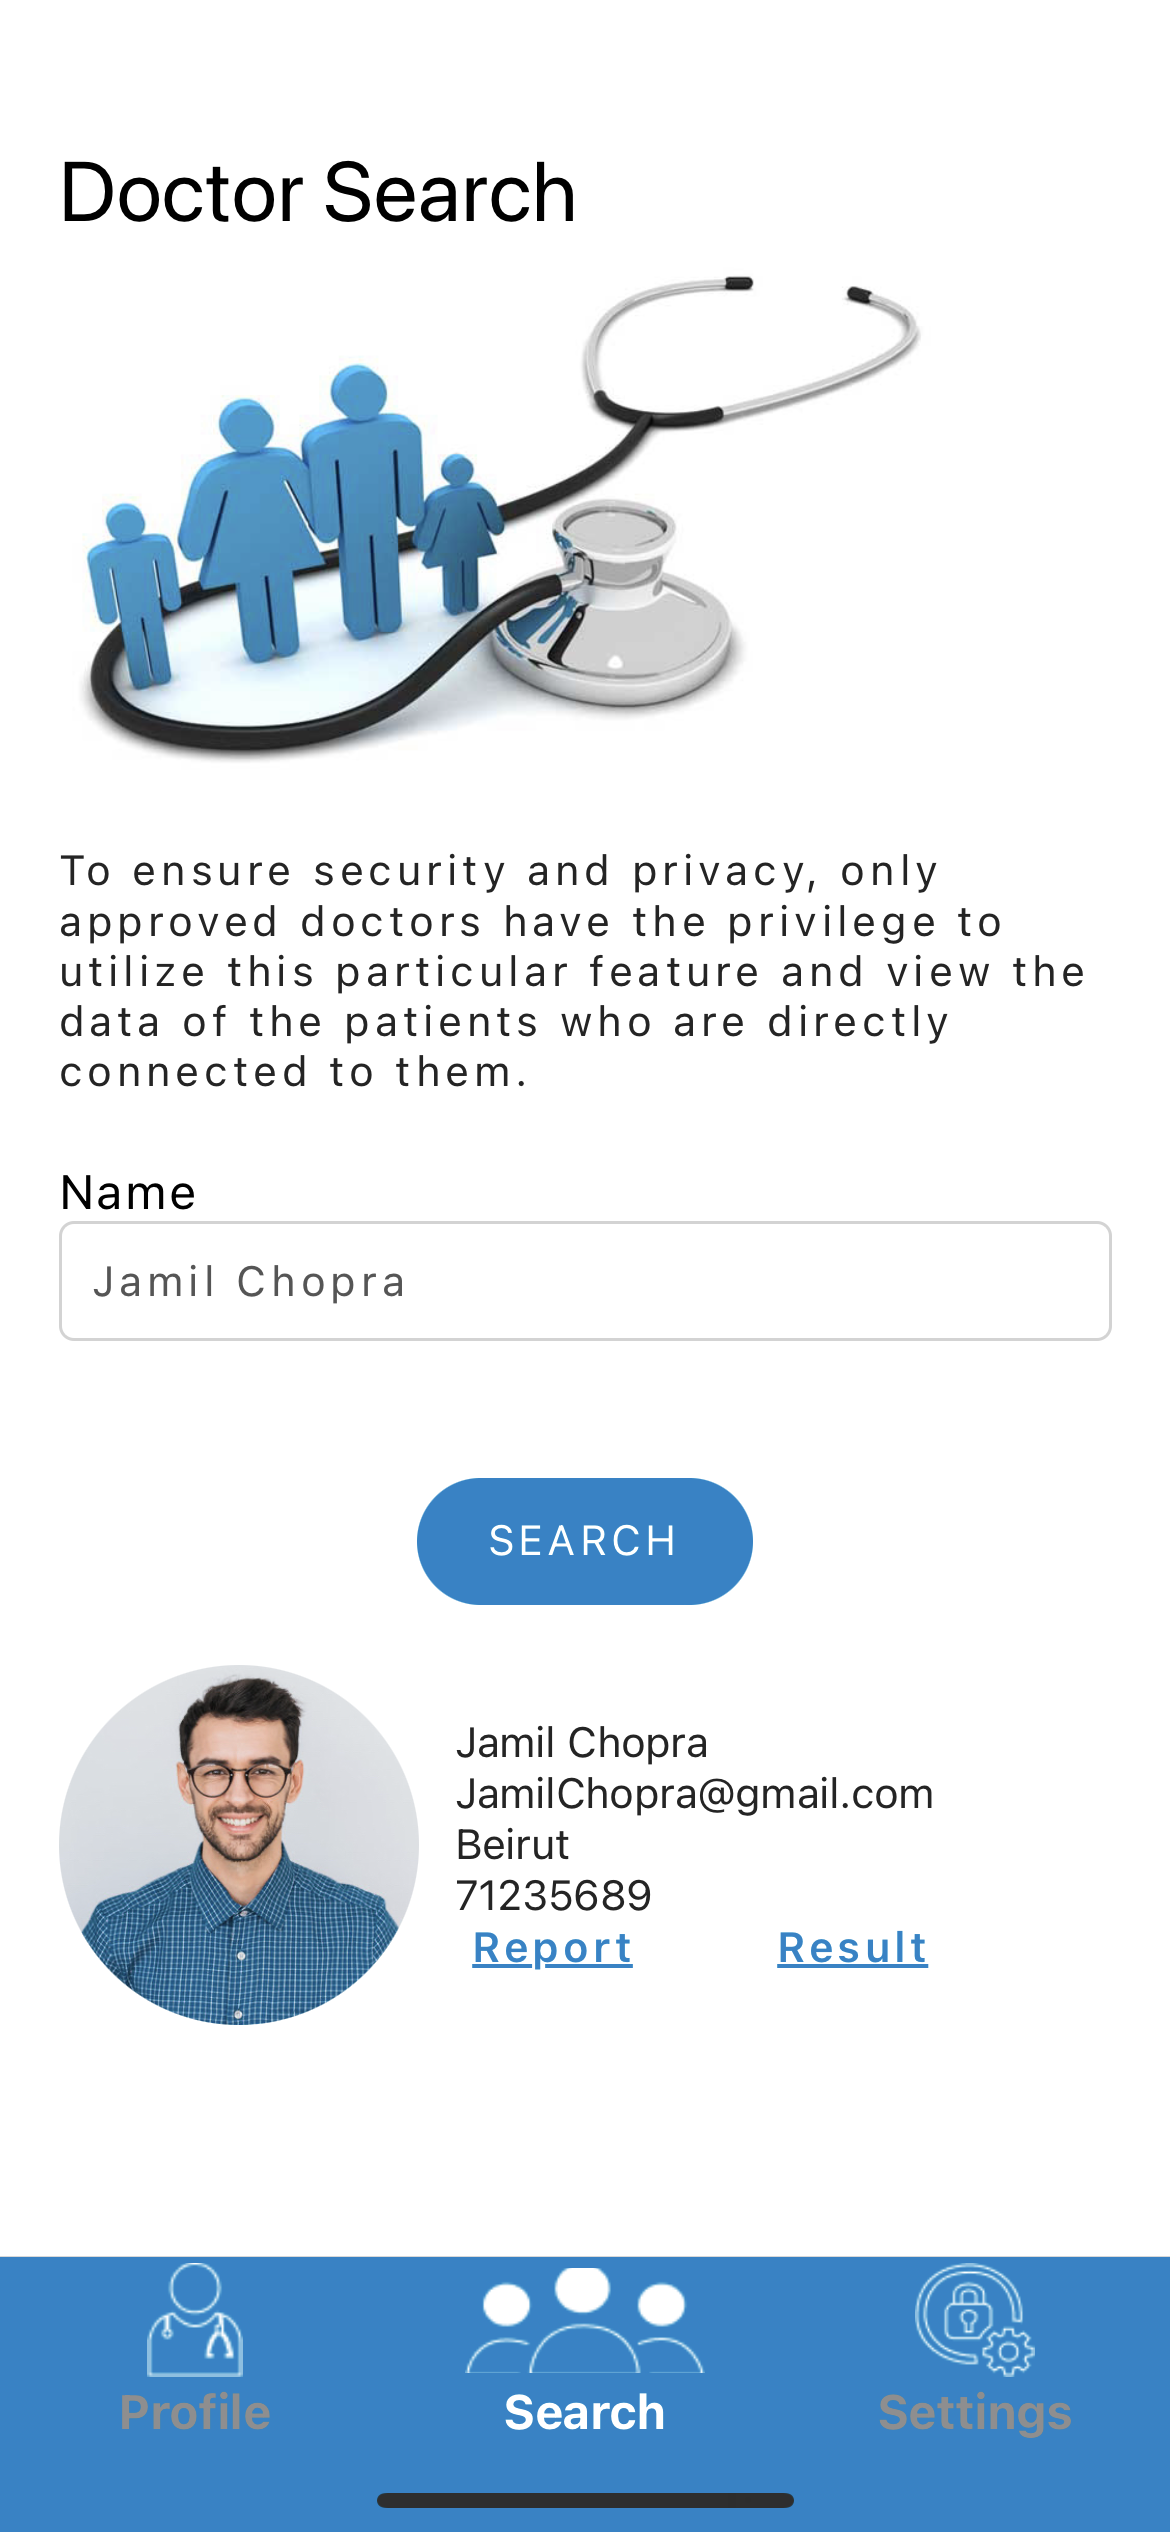 Doctor Search
To ensure security and privacy, only
approved doctors have the privilege to
utilize this particular feature and view the
data of the patients who are directly
connected to them.
Name
Jamil Chopra
SEARCH
Jamil Chopra
JamilChopra@gmail.com
Beirut
71235689
Report Result
Profile Search Settings